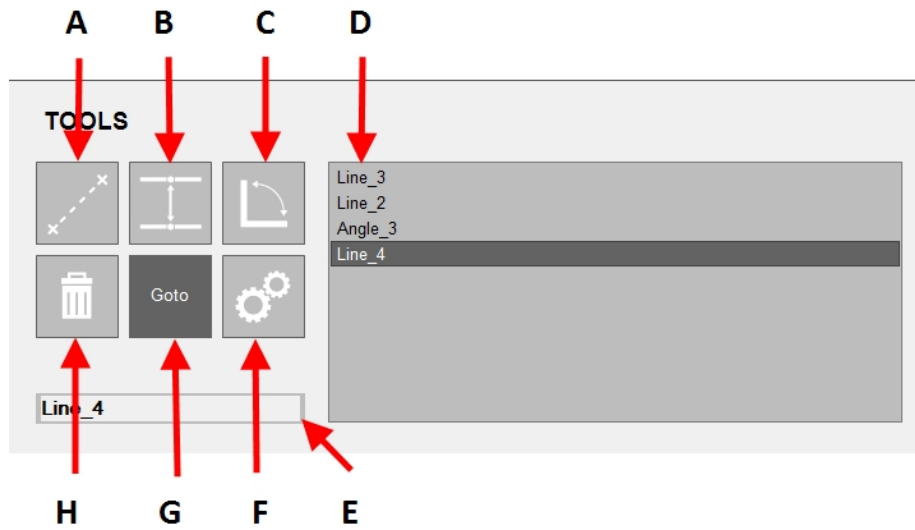 A B C D
TOOLS
Line_3
Line_2
Angle_3
Line_4
Goto
Line_4
H G F E